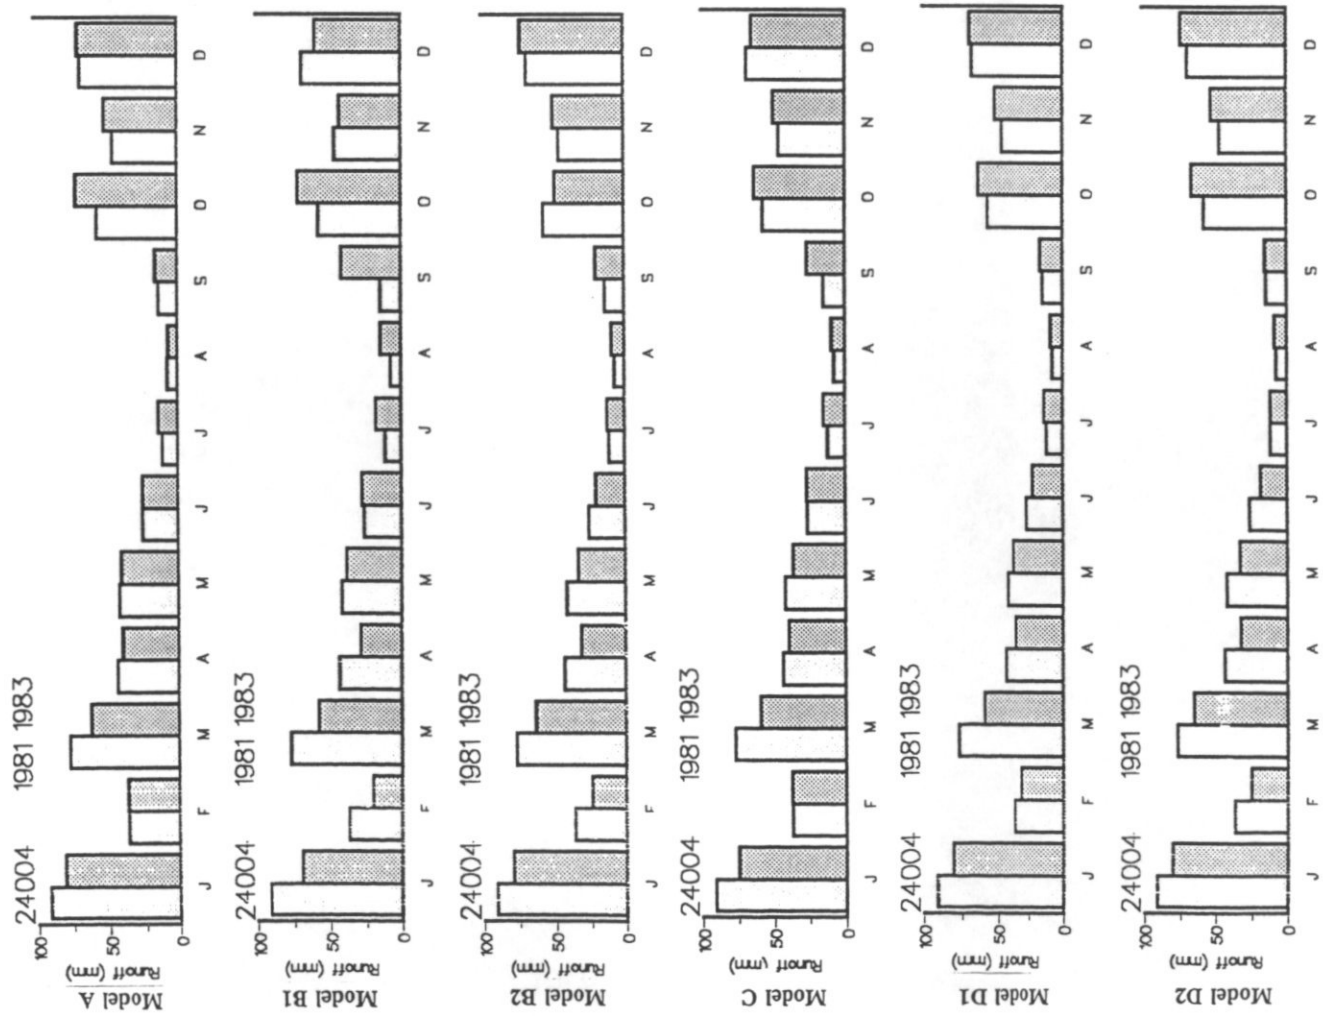 Model A
Runoff (mm)
100
50
0
24004 1981 1983
J F M A M J J A S O N D
Model B1
Runoff (mm)
100
50
0
24004 1981 1983
J F M A M J J A S O N D
Model B2
Runoff (mm)
100
50
0
24004 1981 1983
J F M A M J J A S O N D
Model C
Runoff (mm)
100
50
0
24004 1981 1983
J F M A M J J A S O N D
Model D1
Runoff (mm)
100
50
0
24004 1981 1983
J F M A M J J A S O N D
Model D2
Runoff (mm)
100
50
0
24004 1981 1983
J F M A M J J A S O N D